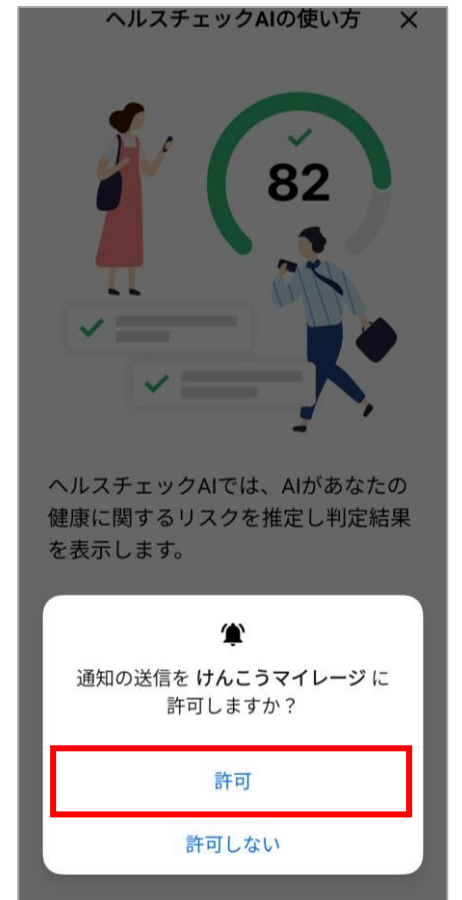 ヘルスチェックAIの使い方 ×
82
ヘルスチェックAIでは、AIがあなたの
健康に関するリスクを推定し判定結果
を表示します。
通知の送信を けんこうマイレージ に
許可しますか？
許可
許可しない